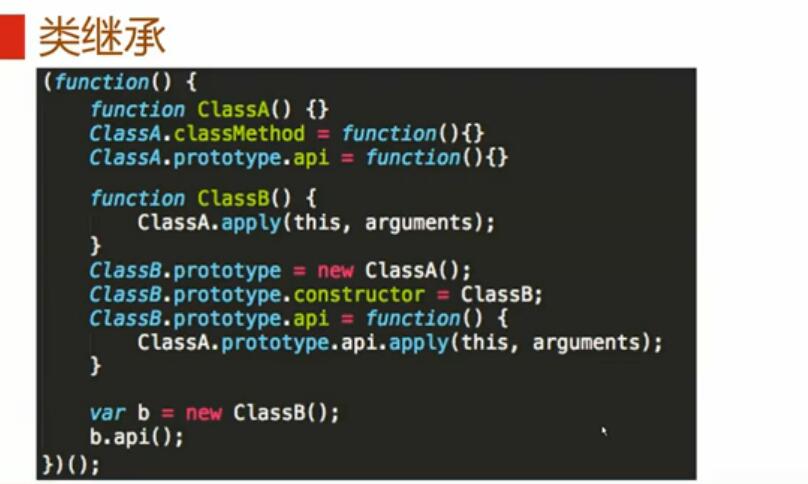 类继承
(function() {
    function ClassA() {}
    ClassA.classMethod = function(){}
    ClassA.prototype.api = function(){}
    function ClassB() {
        ClassA.apply(this, arguments);
    }
    ClassB.prototype = new ClassA();
    ClassB.prototype.constructor = ClassB;
    ClassB.prototype.api = function() {
        ClassA.prototype.api.apply(this, arguments);
    }
    var b = new ClassB();
    b.api();
})();